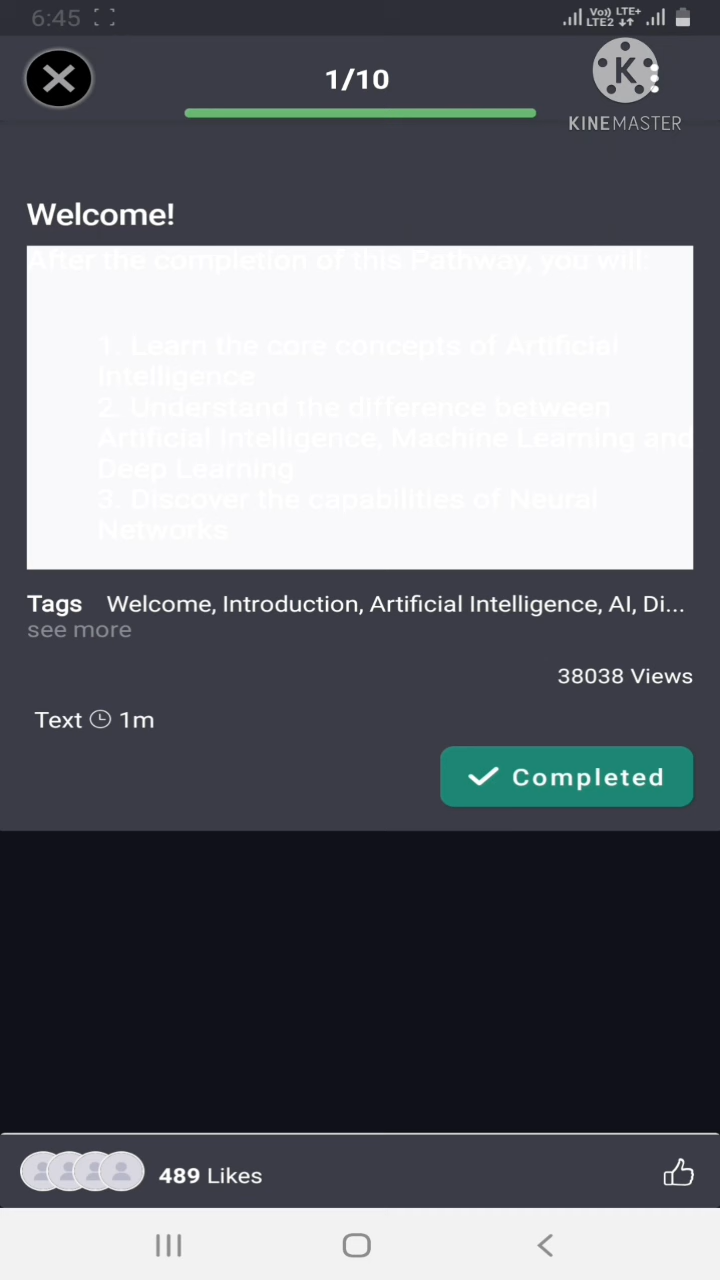 6:45
Vo)) LTE+
LTE2
1/10
K
KINEMASTER
Welcome!
After the completion of this Pathway, you will:
1. Learn the core concepts of Artificial
Intelligence
2. Understand the difference between
Artificial Intelligence, Machine Learning and
Deep Learning
3. Discover the capabilities of Neural
Networks
Tags Welcome, Introduction, Artificial Intelligence, AI, Di...
see more
38038 Views
Text 1m
Completed
489 Likes